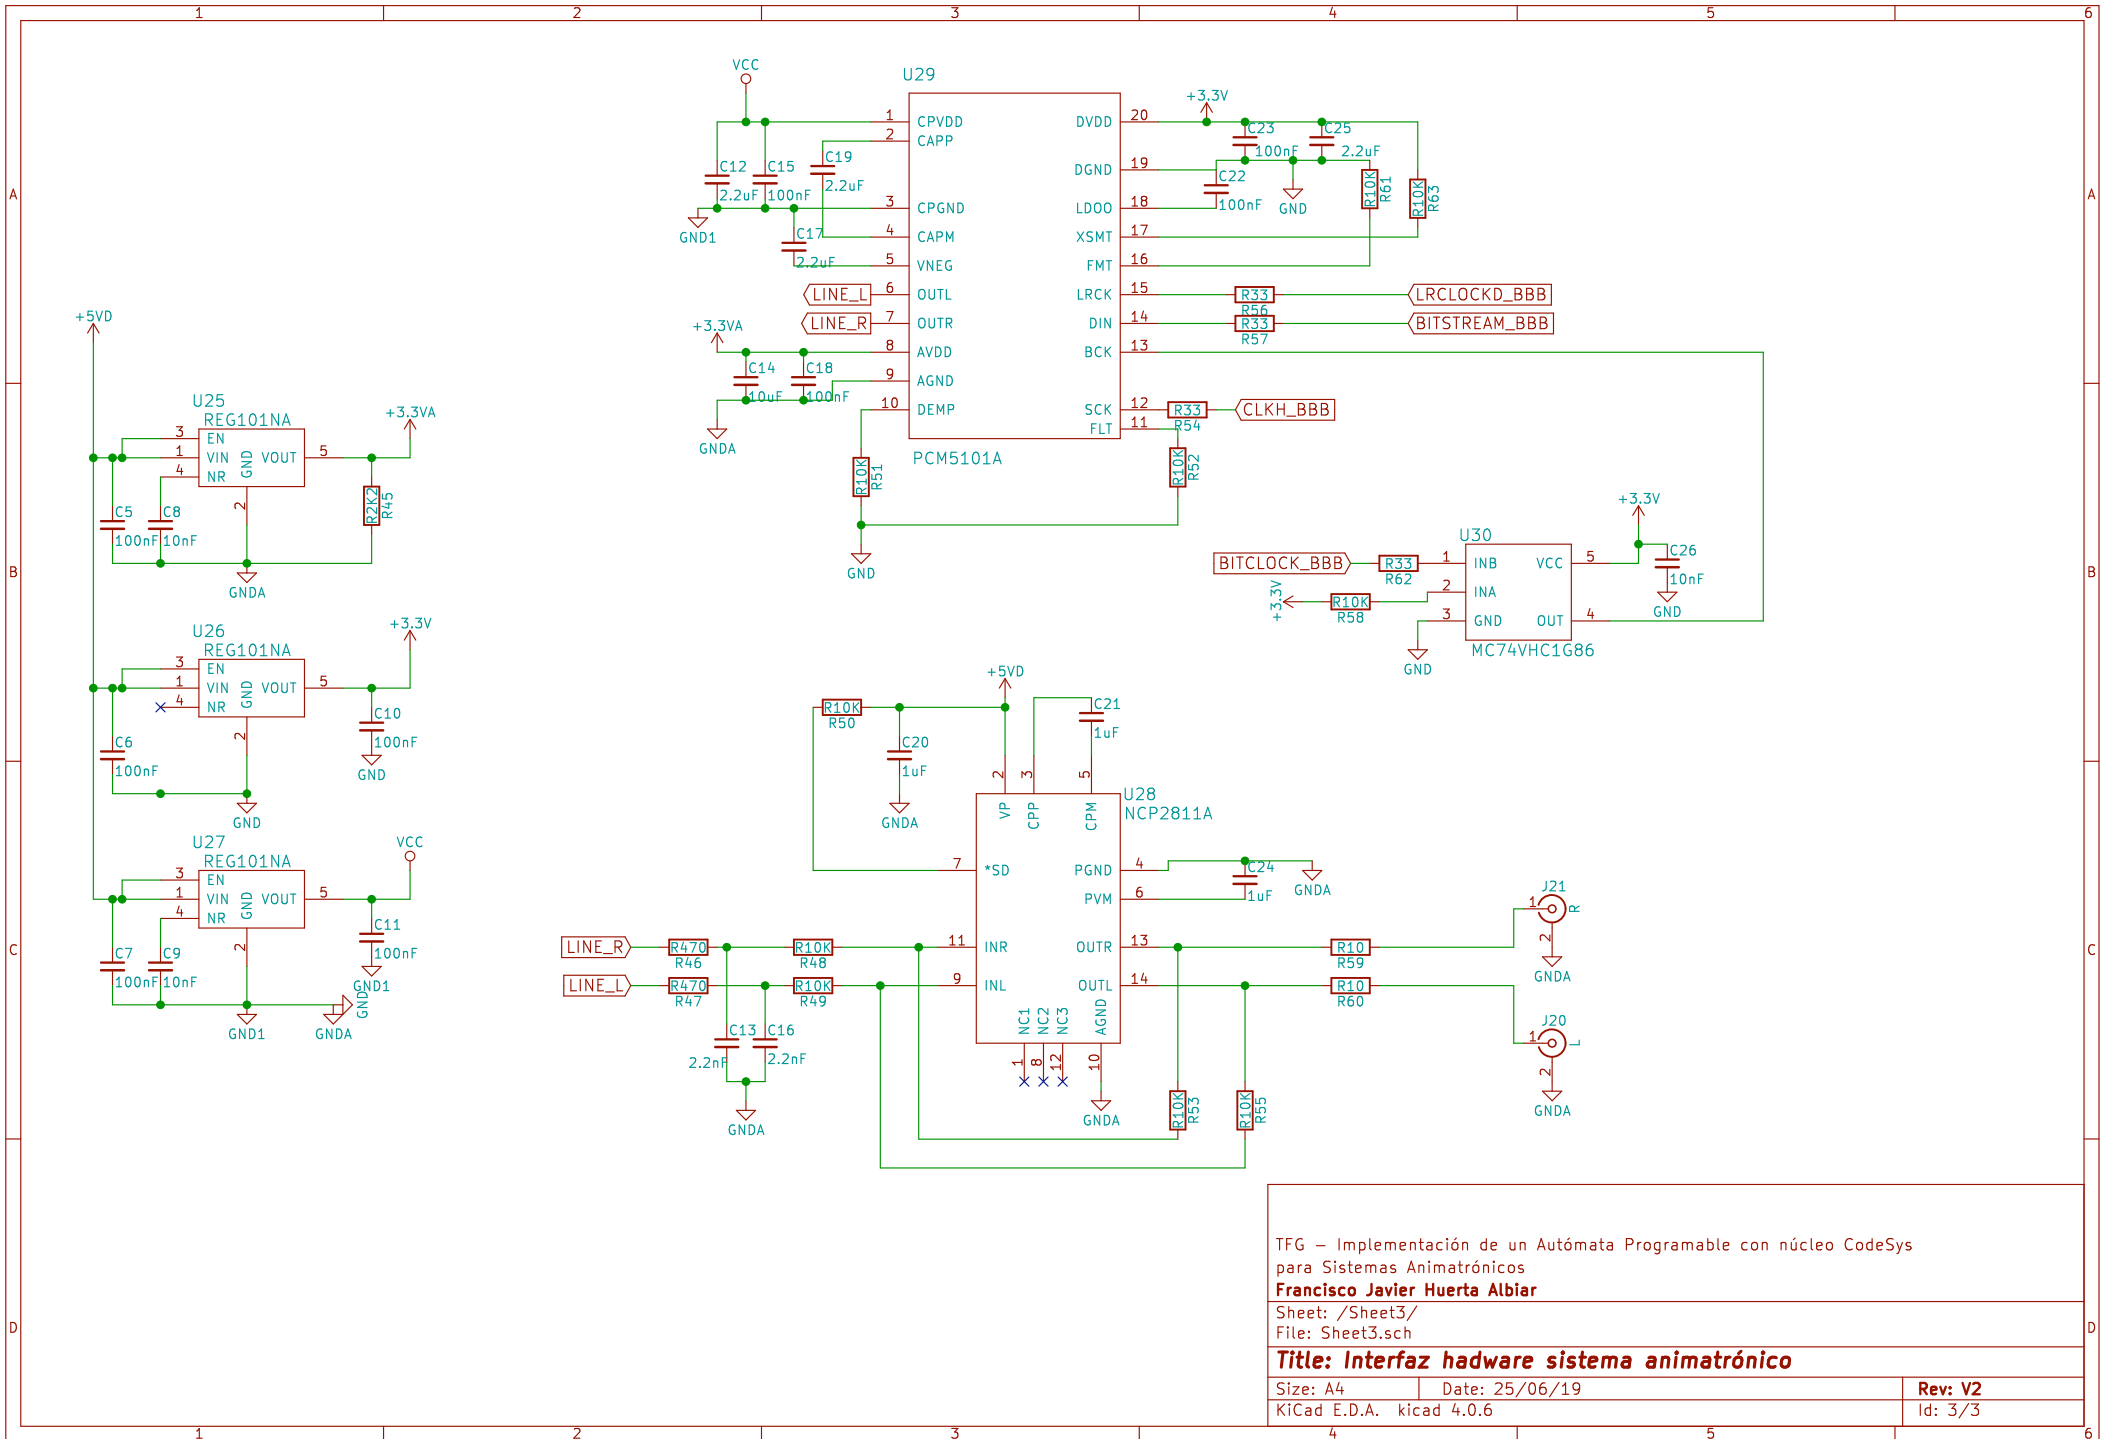 1 2 3 4 5 6
A
B
C
D
A
B
C
D
1 2 3 4 5 6
VCC
U29
1 CPVDD
2 CAPP
3 CPGND
4 CAPM
5 VNEG
6 OUTL
7 OUTR
8 AVDD
9 AGND
10 DEMP
DVDD 20
DGND 19
LDOO 18
XSMT 17
FMT 16
LRCK 15
DIN 14
BCK 13
SCK 12
FLT 11
PCM5101A
C12
2.2uF
C15
100nF
C19
2.2uF
GND1
C17
2.2uF
LINE_L
LINE_R
+3.3VA
C14
10uF
C18
100nF
GNDA
R10K
R51
GND
R10K
R52
+3.3V
C23
100nF
C25
2.2uF
C22
100nF
GND
R10K
R61
R10K
R63
R33
R56
LRCLOCKD_BBB
R33
R57
BITSTREAM_BBB
R33
R54
CLKH_BBB
+5VD
U25
REG101NA
3 EN
1 VIN
4 NR
GND
2
VOUT 5
+3.3VA
C5
100nF
C8
10nF
R2K2
R45
GNDA
U26
REG101NA
3 EN
1 VIN
4 NR
GND
2
VOUT 5
+3.3V
C6
100nF
C10
100nF
GND
GND
U27
REG101NA
3 EN
1 VIN
4 NR
GND
2
VOUT 5
VCC
C7
100nF
C9
10nF
C11
100nF
GND1
GND1
GNDA
GND
U30
1 INB
2 INA
3 GND
VCC 5
OUT 4
MC74VHC1G86
BITCLOCK_BBB
R33
R62
+3.3V
R10K
R58
GND
+3.3V
C26
10nF
GND
+5VD
R10K
R50
C20
1uF
GNDA
C21
1uF
U28
NCP2811A
2 VP
3 CPP
5 CPM
7 *SD
11 INR
9 INL
PGND 4
PVM 6
OUTR 13
OUTL 14
NC1 1
NC2 8
NC3 12
AGND 10
GNDA
C24
1uF
GNDA
LINE_R
R470
R46
R10K
R48
LINE_L
R470
R47
R10K
R49
C13
2.2nF
C16
2.2nF
GNDA
R10K
R53
R10K
R55
R10
R59
R10
R60
J21
1
R
2
GNDA
J20
1
L
2
GNDA
TFG – Implementación de un Autómata Programable con núcleo CodeSys
para Sistemas Animatrónicos
Francisco Javier Huerta Albiar
Sheet: /Sheet3/
File: Sheet3.sch
Title: Interfaz hadware sistema animatrónico
Size: A4 Date: 25/06/19 Rev: V2
KiCad E.D.A. kicad 4.0.6 Id: 3/3